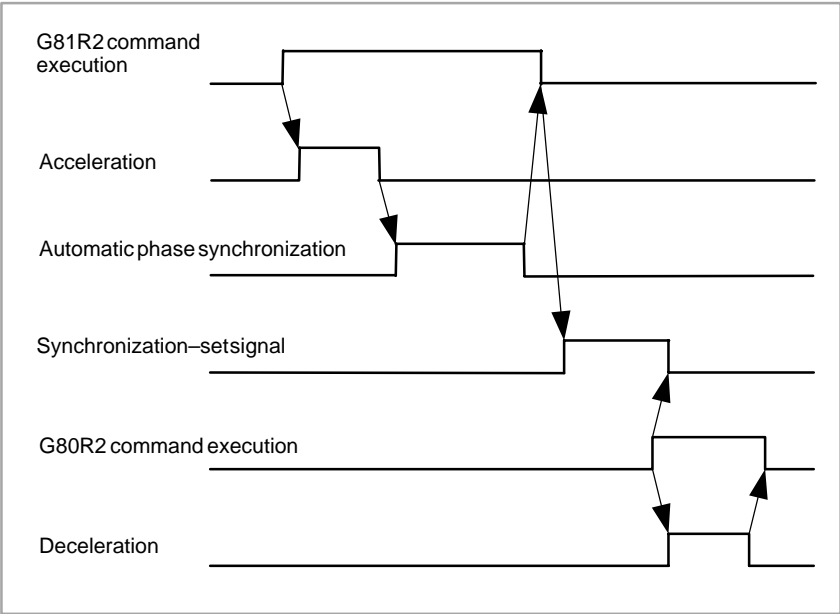 G81R2 command
execution
Acceleration
Automatic phase synchronization
Synchronization–setsignal
G80R2 command execution
Deceleration